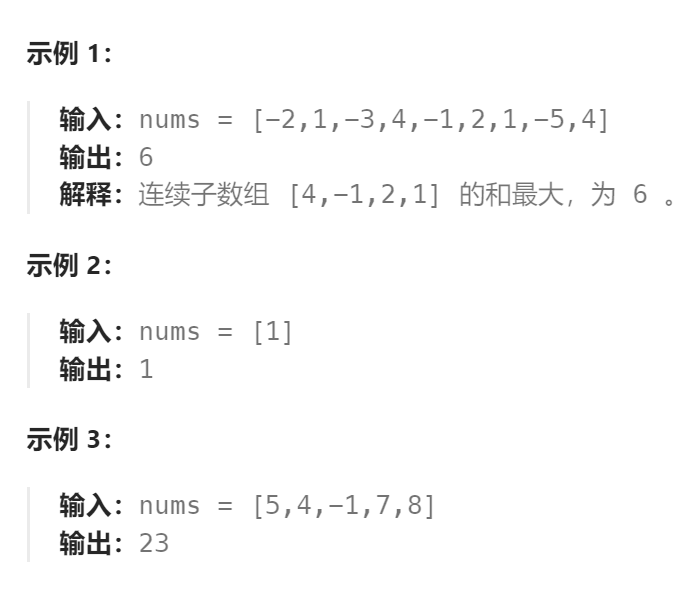 示例 1：
输入：nums = [-2,1,-3,4,-1,2,1,-5,4]
输出：6
解释：连续子数组 [4,-1,2,1] 的和最大，为 6 。
示例 2：
输入：nums = [1]
输出：1
示例 3：
输入：nums = [5,4,-1,7,8]
输出：23